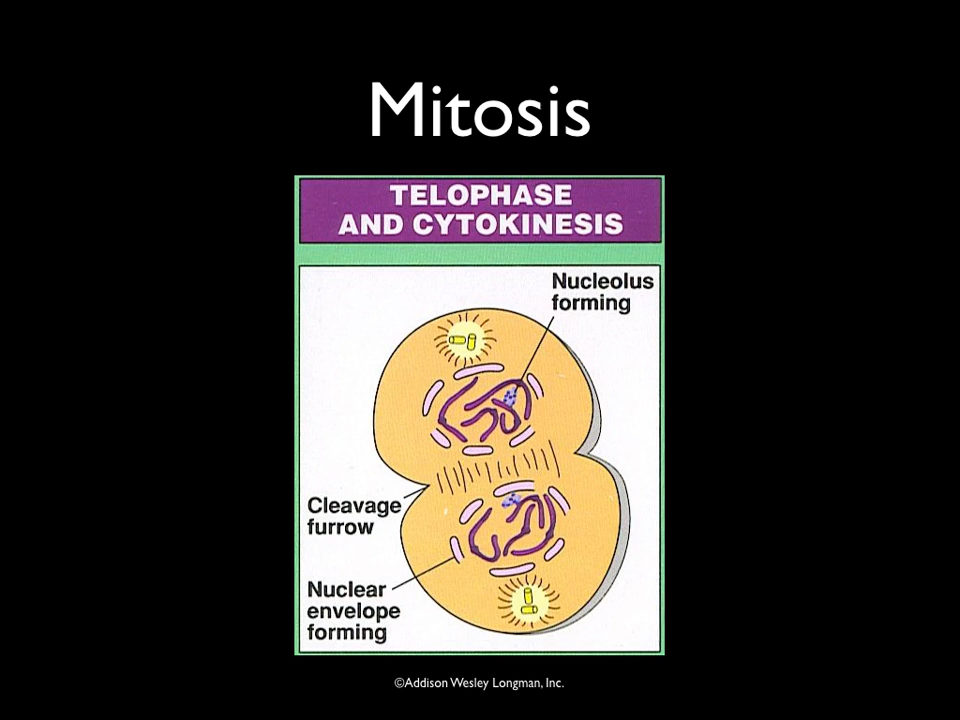 Mitosis
TELOPHASE
AND CYTOKINESIS
Nucleolus
forming
Cleavage
furrow
Nuclear
envelope
forming
©Addison Wesley Longman, Inc.